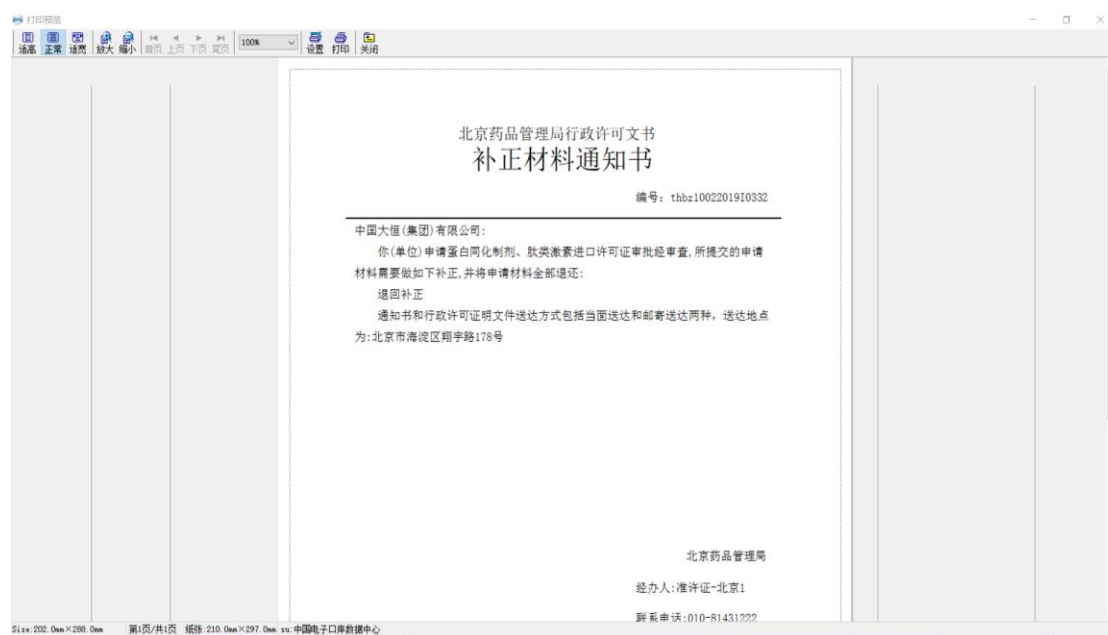 打印预览
适高 正常 适宽 放大 缩小 首页 上页 下页 尾页 100% 设置 打印 关闭
北京药品管理局行政许可文书
补正材料通知书
编号: thbz10022019I0332
中国大恒(集团)有限公司:
你(单位)申请蛋白同化制剂、肽类激素进口许可证审批经审查,所提交的申请
材料需要做如下补正,并将申请材料全部退还:
退回补正
通知书和行政许可证明文件送达方式包括当面送达和邮寄送达两种, 送达地点
为:北京市海淀区翔宇路178号
北京药品管理局
经办人:准许证-北京1
联系电话:010-81431222
Size:202.0mm×288.0mm 第1页/共1页 纸张:210.0mm×297.0mm su:中国电子口岸数据中心